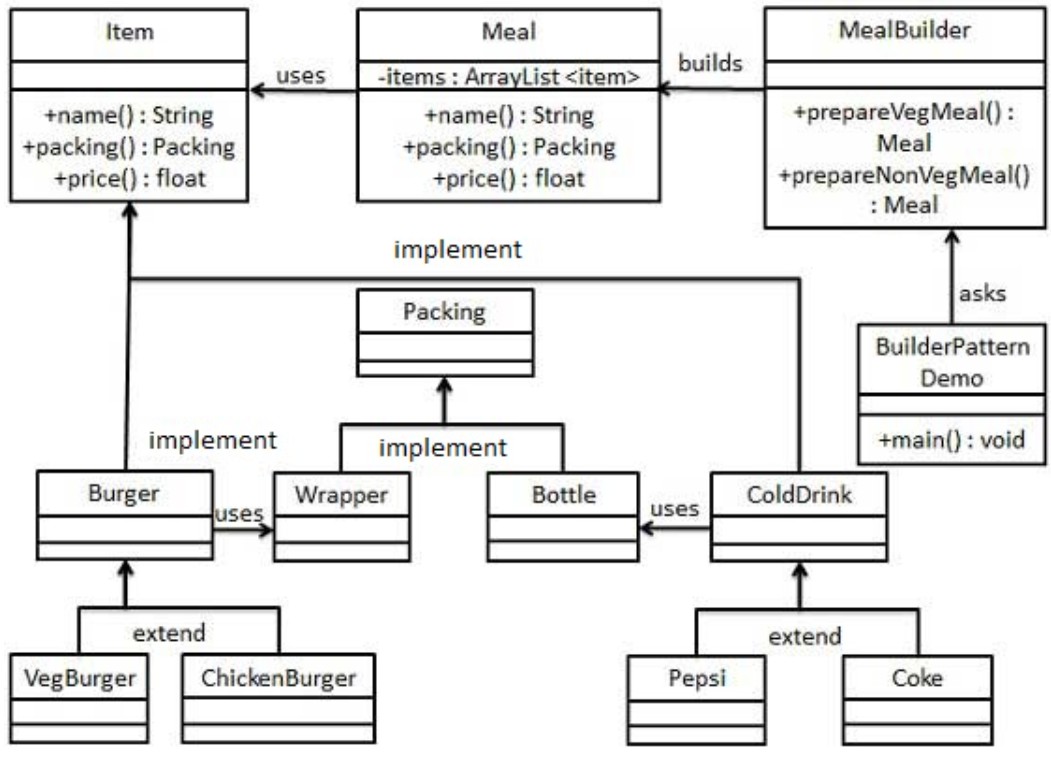 Item
+name() : String
+packing() : Packing
+price() : float
uses
Meal
-items : ArrayList <item>
+name() : String
+packing() : Packing
+price() : float
builds
MealBuilder
+prepareVegMeal() :
Meal
+prepareNonVegMeal()
: Meal
implement
asks
Packing
BuilderPattern
Demo
+main() : void
implement
implement
Burger
uses
Wrapper
Bottle
uses
ColdDrink
extend
extend
VegBurger
ChickenBurger
Pepsi
Coke